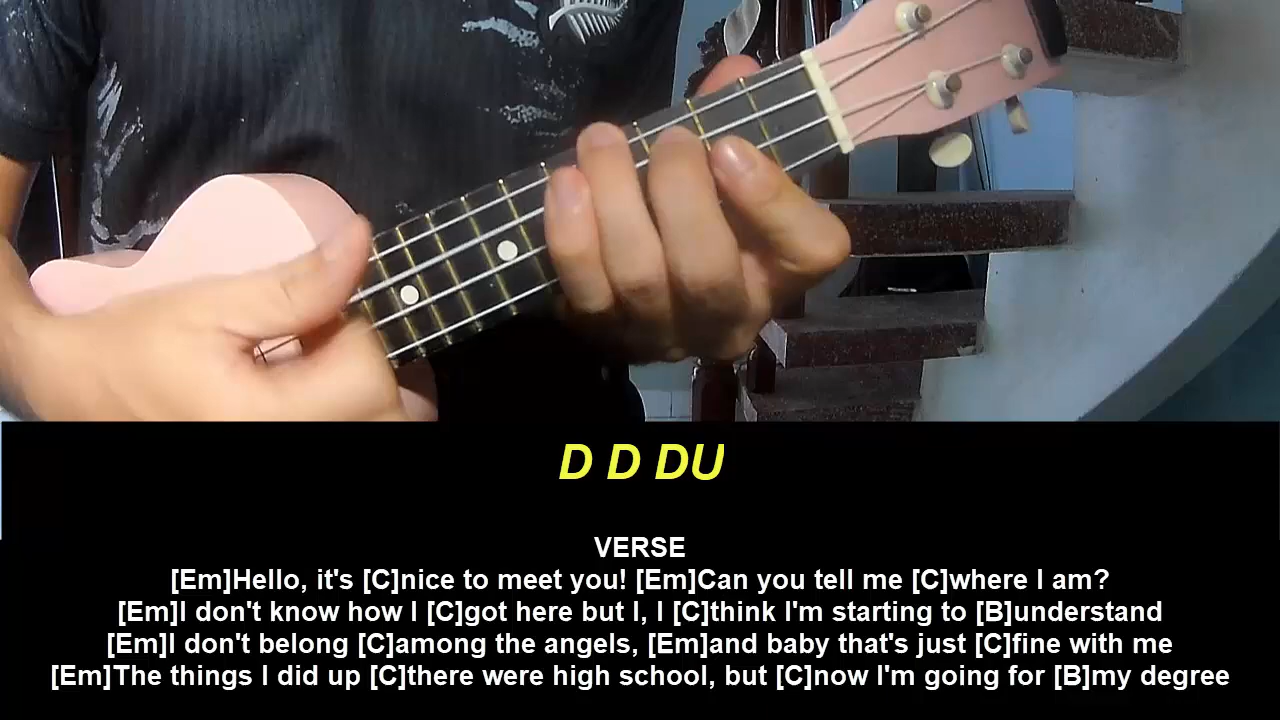 D D DU
VERSE
[Em]Hello, it's [C]nice to meet you! [Em]Can you tell me [C]where I am?
[Em]I don't know how I [C]got here but I, I [C]think I'm starting to [B]understand
[Em]I don't belong [C]among the angels, [Em]and baby that's just [C]fine with me
[Em]The things I did up [C]there were high school, but [C]now I'm going for [B]my degree